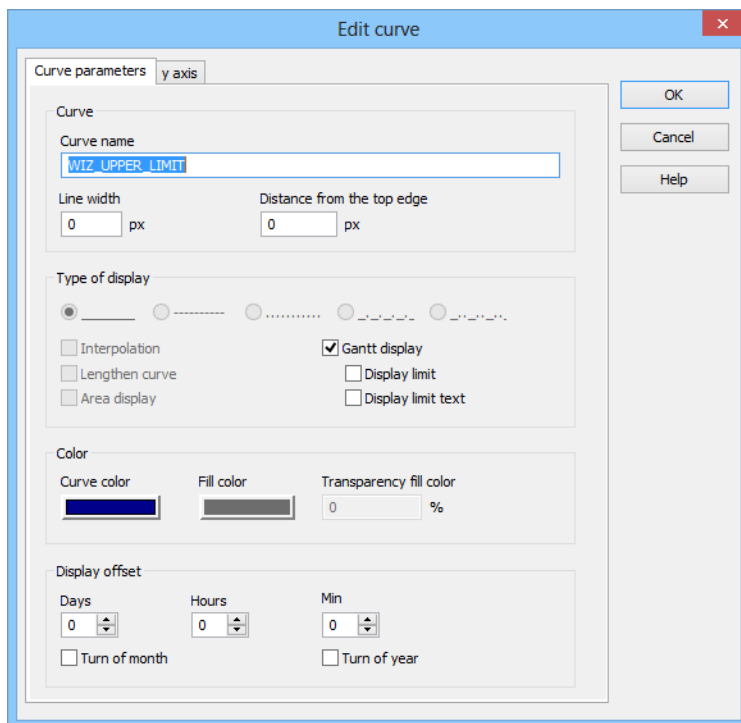 Edit curve
Curve parameters
y axis
OK
Cancel
Help
Curve
Curve name
WIZ_UPPER_LIMIT
Line width
Distance from the top edge
0 px
0 px
Type of display
Interpolation
Gantt display
Lengthen curve
Display limit
Area display
Display limit text
Color
Curve color
Fill color
Transparency fill color
0 %
Display offset
Days
Hours
Min
0
0
0
Turn of month
Turn of year